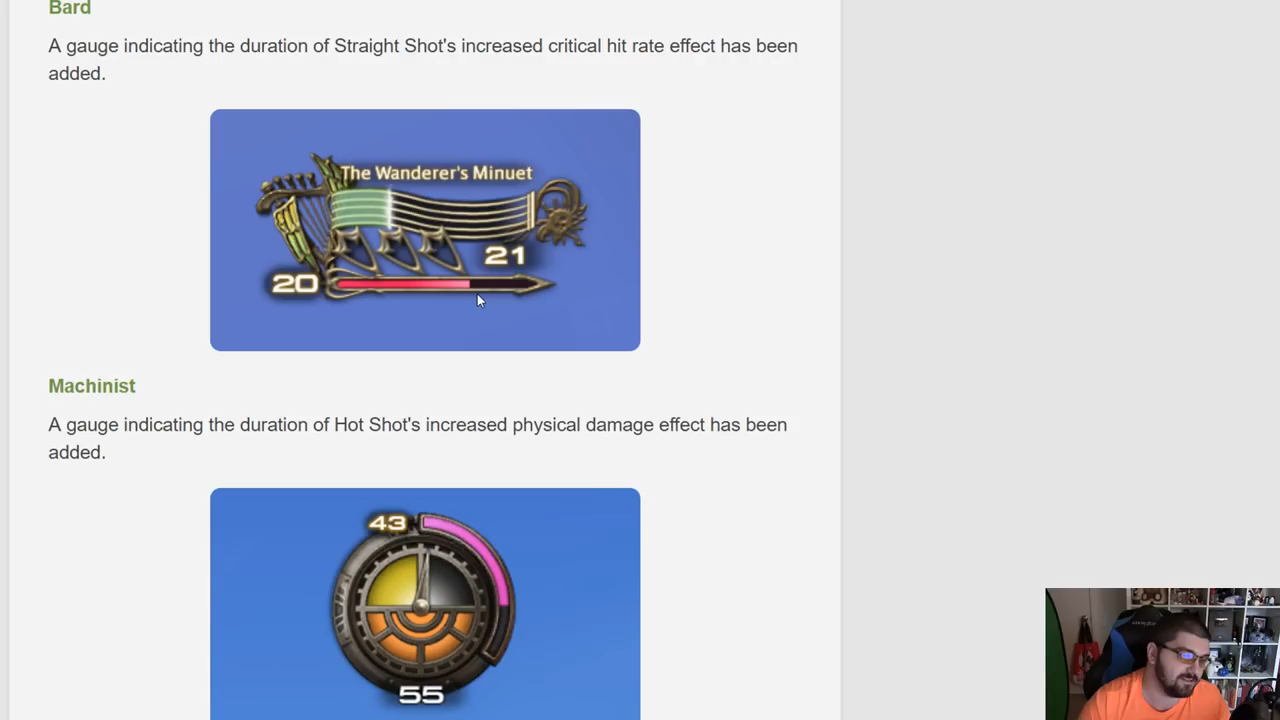 Bard
A gauge indicating the duration of Straight Shot's increased critical hit rate effect has been
added.
The Wanderer's Minuet
21
20
Machinist
A gauge indicating the duration of Hot Shot's increased physical damage effect has been
added.
43
55